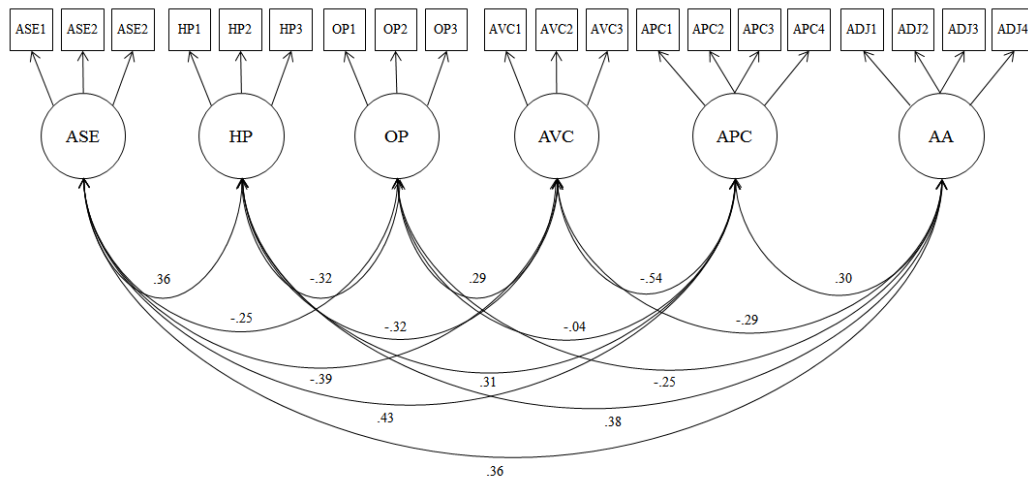 ASE1 ASE2 ASE2 HP1 HP2 HP3 OP1 OP2 OP3 AVC1 AVC2 AVC3 APC1 APC2 APC3 APC4 ADJ1 ADJ2 ADJ3 ADJ4
ASE HP OP AVC APC AA
.36 -.32 .29 -.54 .30
-.25 -.32 -.04 -.29
-.39 .31 -.25
.43 .38
.36